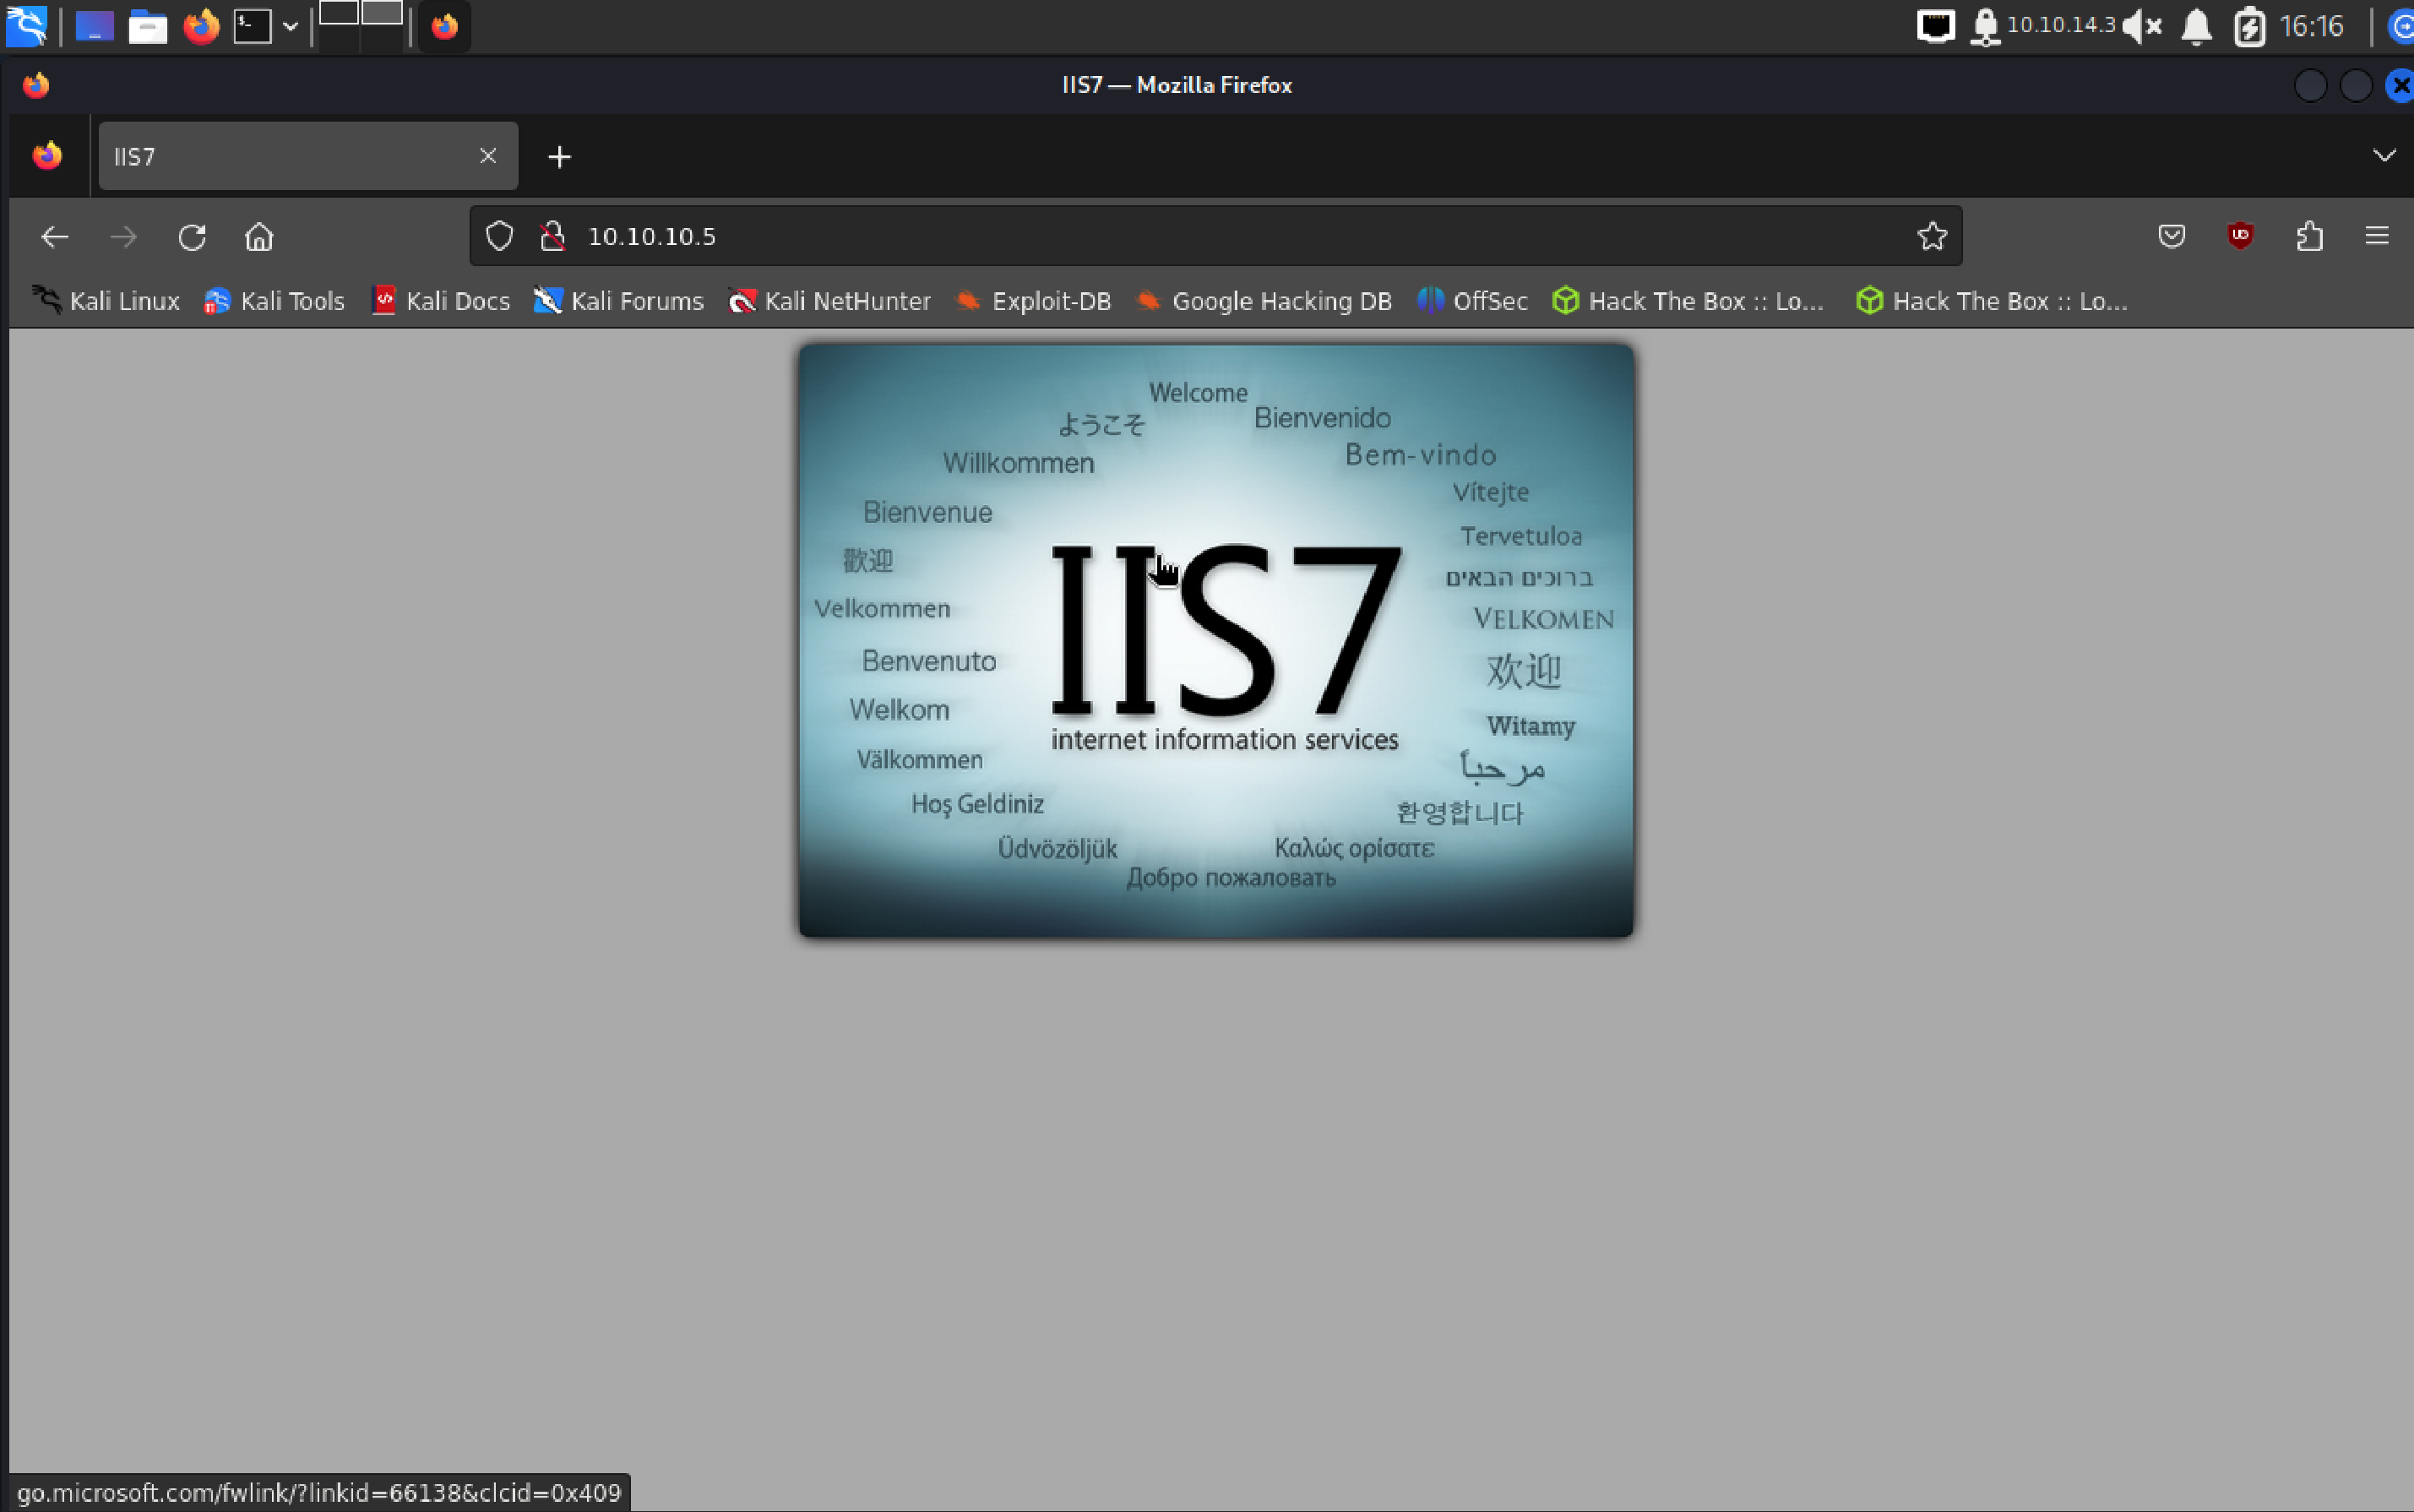 10.10.14.3 16:16
IIS7 — Mozilla Firefox
IIS7
10.10.10.5
Kali Linux Kali Tools Kali Docs Kali Forums Kali NetHunter Exploit-DB Google Hacking DB OffSec Hack The Box :: Lo… Hack The Box :: Lo…
Welcome
ようこそ
Bienvenido
Willkommen
Bem-vindo
Vítejte
Bienvenue
Tervetuloa
歡迎
ברוכים הבאים
Velkommen
VELKOMEN
Benvenuto
欢迎
Welkom
Witamy
IIS7
internet information services
Välkommen
مرحباً
Hoş Geldiniz
환영합니다
Üdvözöljük
Καλώς ορίσατε
Добро пожаловать
go.microsoft.com/fwlink/?linkid=66138&clcid=0x409